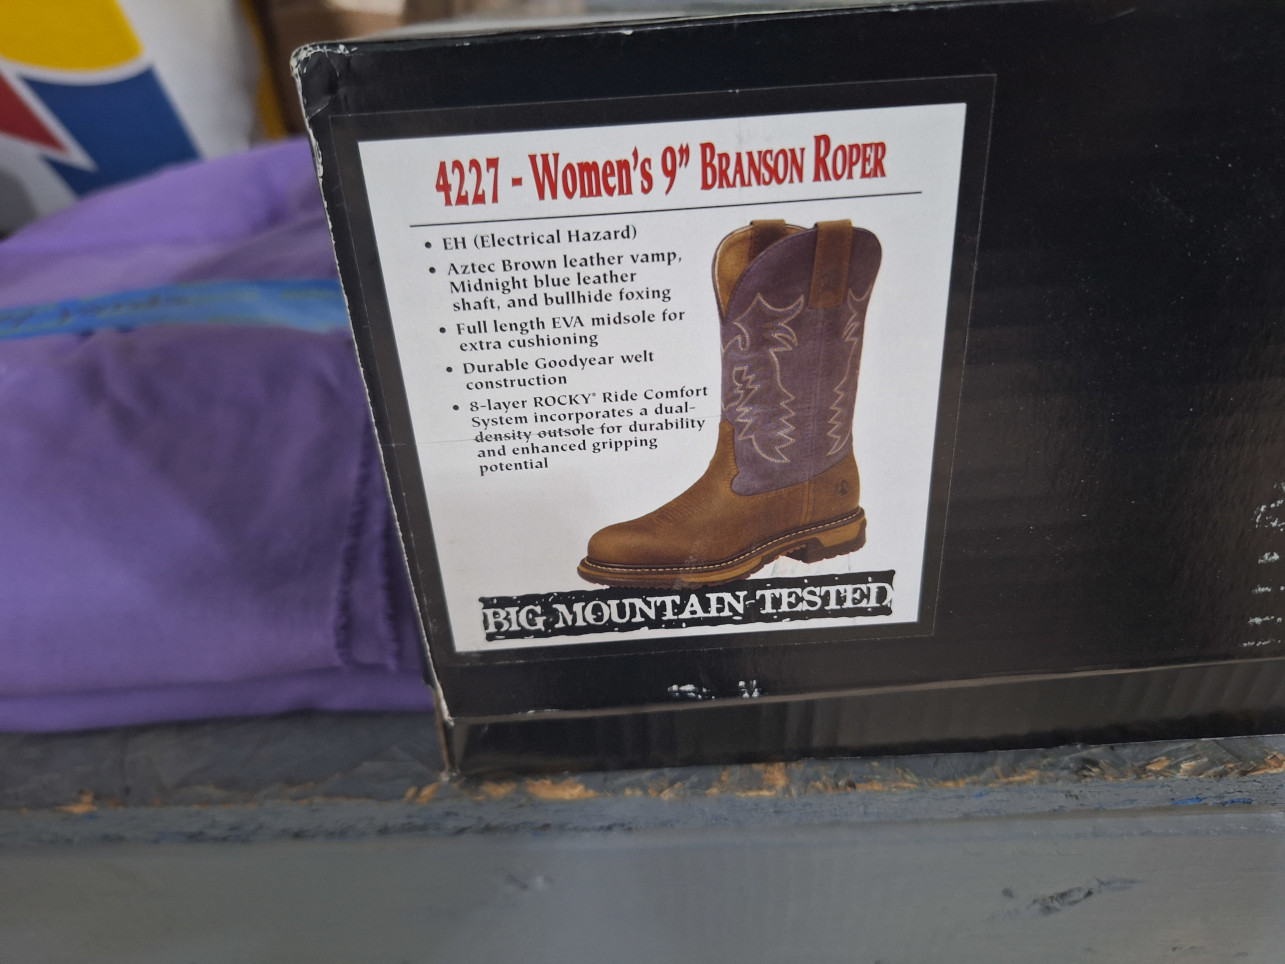 4227 - Women's 9" BRANSON ROPER
• EH (Electrical Hazard)
• Aztec Brown leather vamp,
Midnight blue leather
shaft, and bullhide foxing
• Full length EVA midsole for
extra cushioning
• Durable Goodyear welt
construction
• 8-layer ROCKY® Ride Comfort
System incorporates a dual-
density outsole for durability
and enhanced gripping
potential
BIG MOUNTAIN TESTED